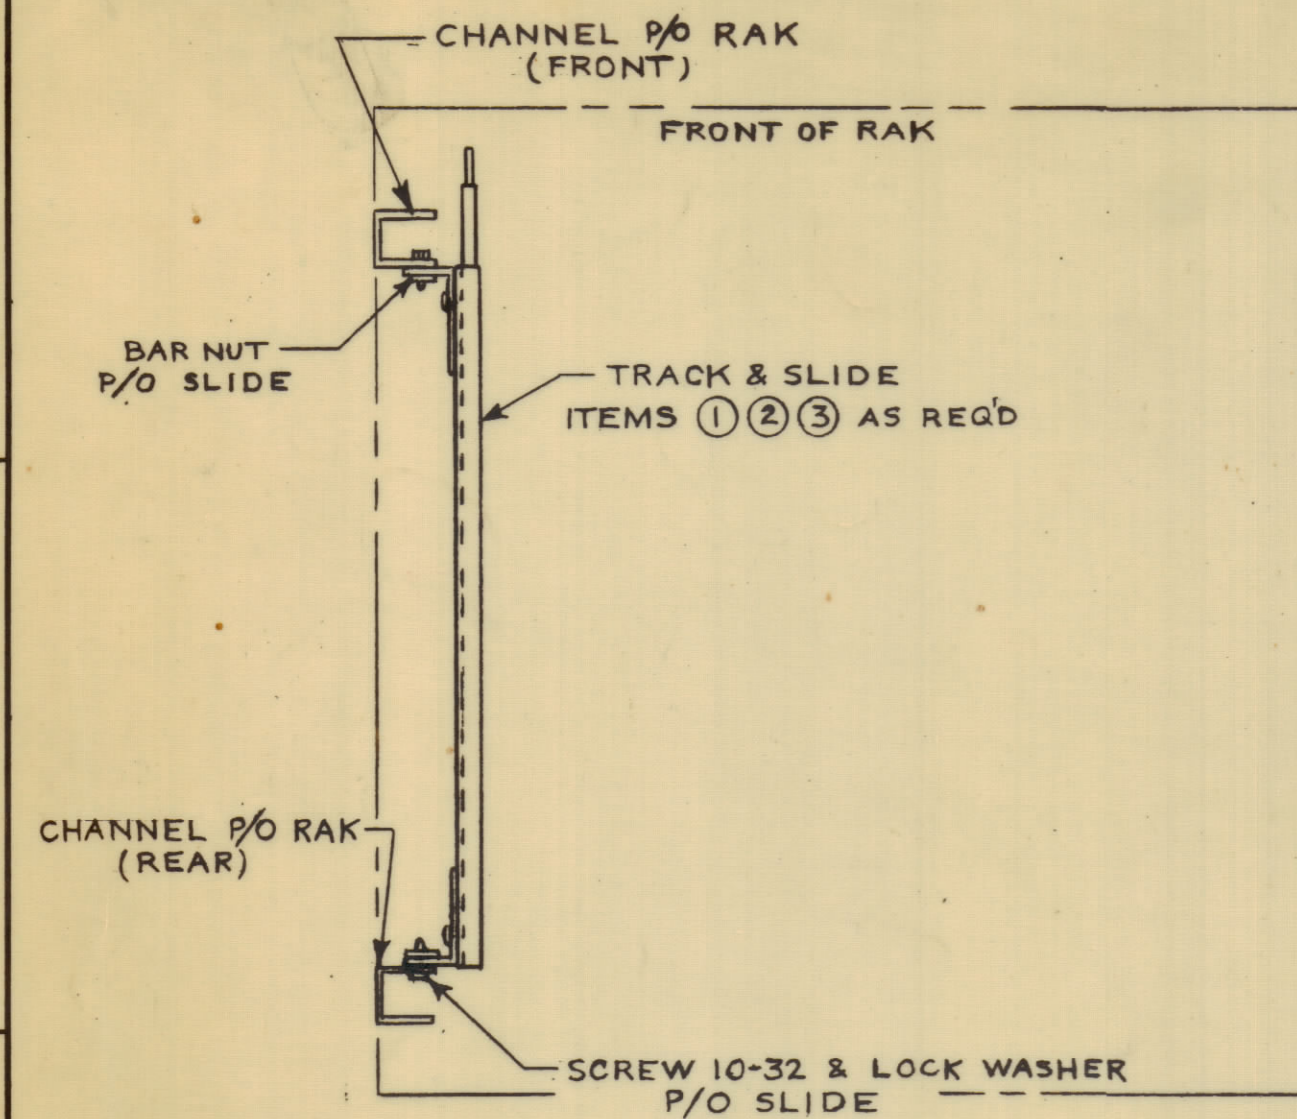 CHANNEL P/O RAK
(FRONT)
FRONT OF RAK
BAR NUT
P/O SLIDE
TRACK & SLIDE
ITEMS ① ② ③ AS REQ'D
CHANNEL P/O RAK
(REAR)
SCREW 10-32 & LOCK WASHER
P/O SLIDE